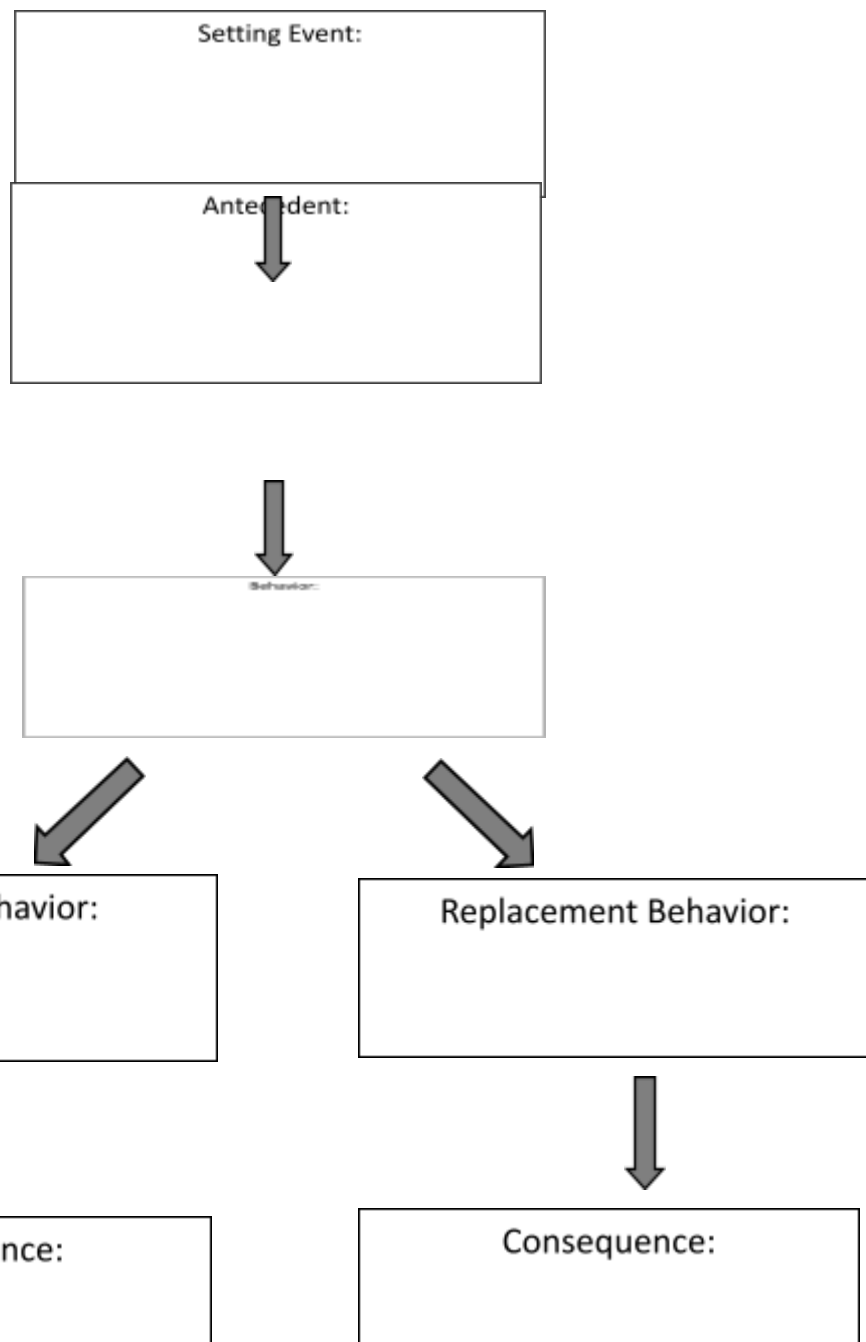 Setting Event:
Antecedent:
Behavior:
havior:
Replacement Behavior:
nce:
Consequence: